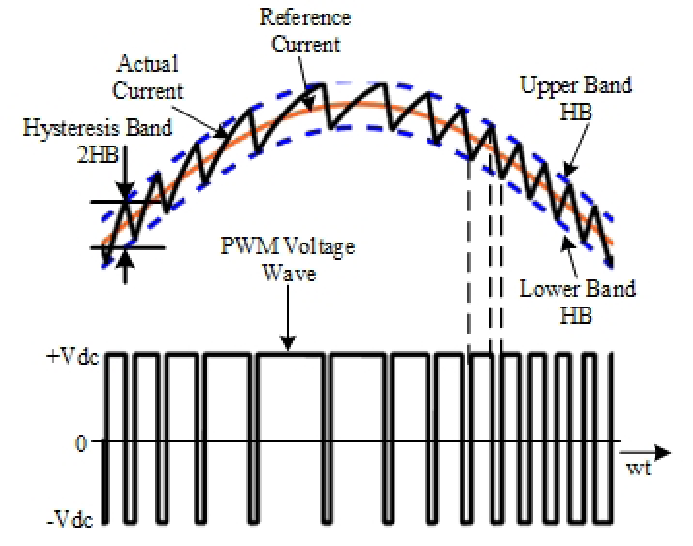 Reference
Current
Actual
Current
Upper Band
HB
Hysteresis Band
2HB
PWM Voltage
Wave
Lower Band
HB
+Vdc
0
wt
-Vdc